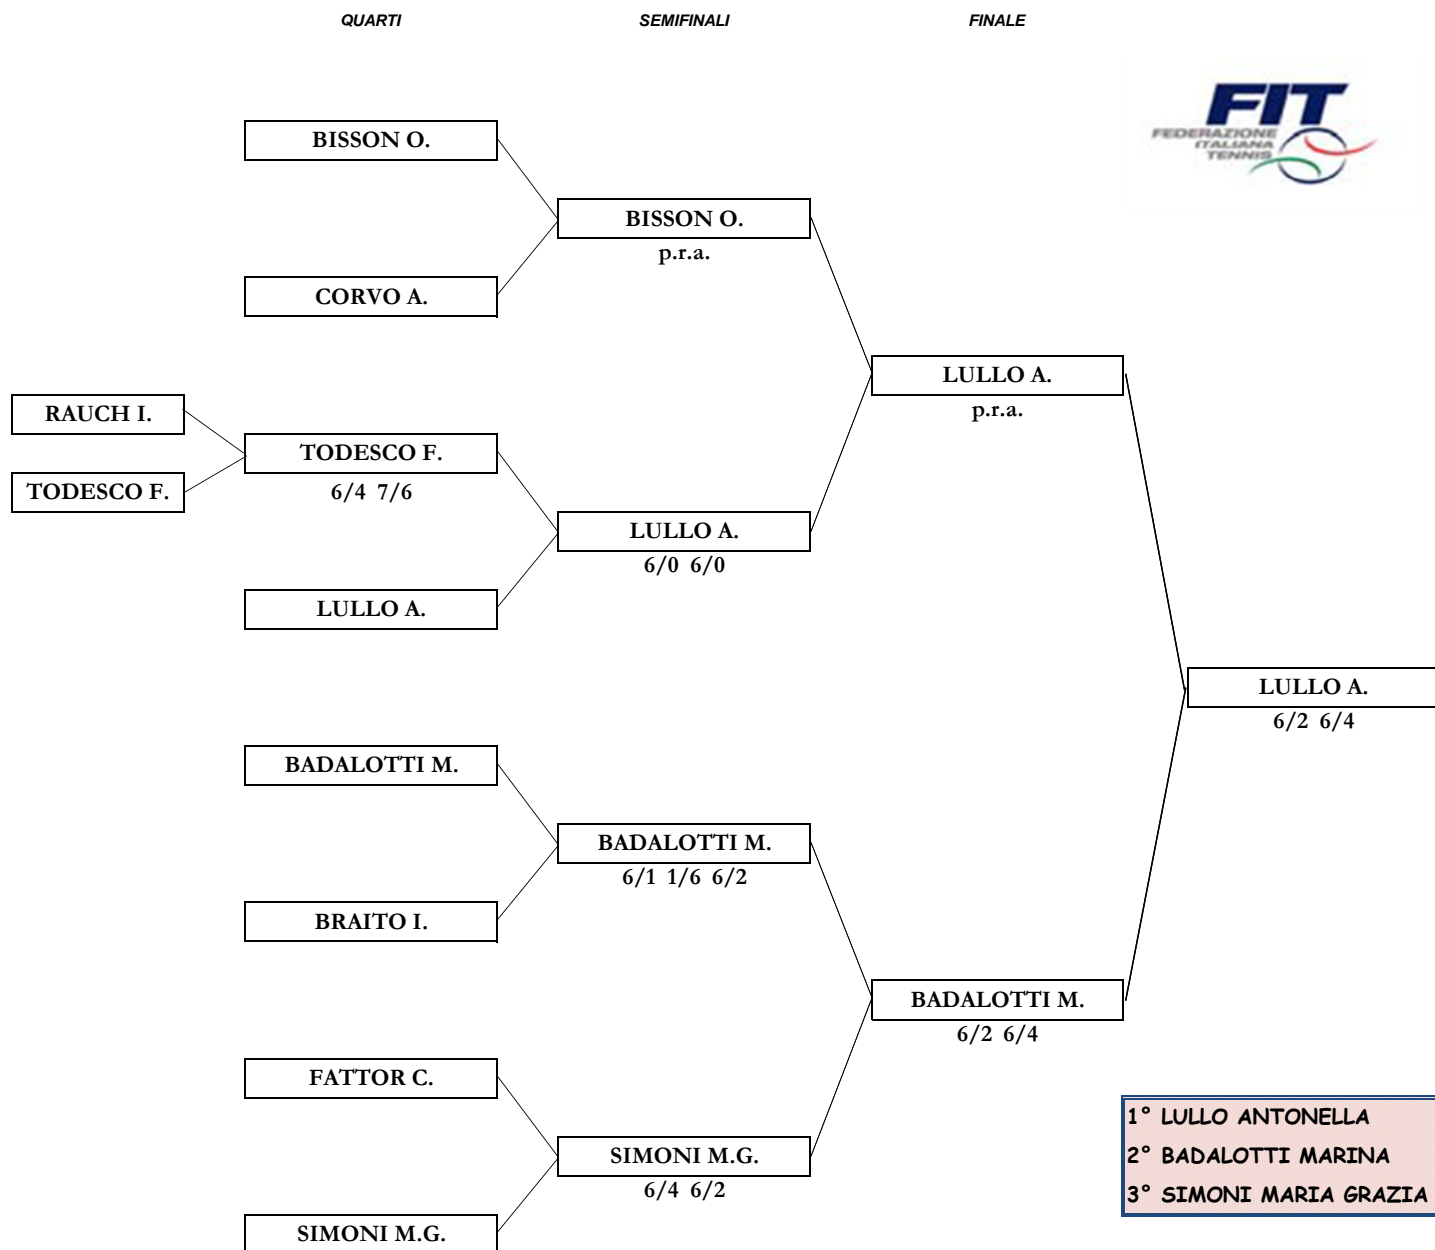 QUARTI SEMIFINALI FINALE
FIT
FEDERAZIONE
ITALIANA
TENNIS
BISSON O.
BISSON O.
p.r.a.
CORVO A.
LULLO A.
p.r.a.
RAUCH I.
TODESCO F.
6/4 7/6
TODESCO F.
LULLO A.
6/0 6/0
LULLO A.
LULLO A.
6/2 6/4
BADALOTTI M.
BADALOTTI M.
6/1 1/6 6/2
BRAITO I.
BADALOTTI M.
6/2 6/4
FATTOR C.
SIMONI M.G.
6/4 6/2
SIMONI M.G.
1° LULLO ANTONELLA
2° BADALOTTI MARINA
3° SIMONI MARIA GRAZIA